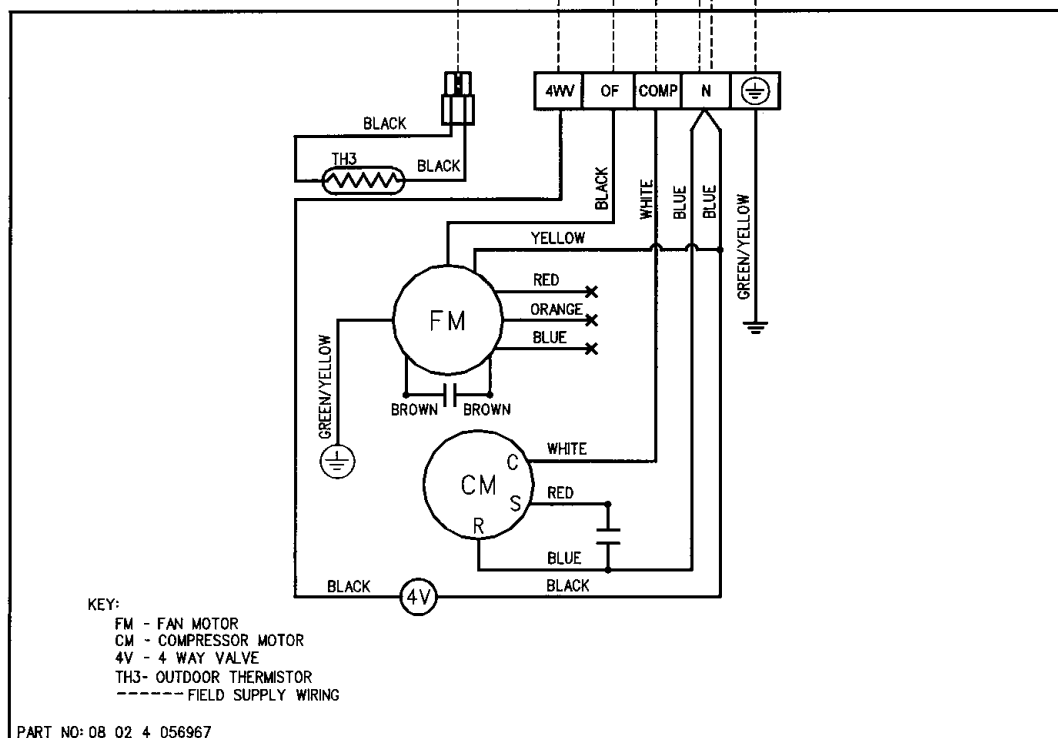 4WV OF COMP N
BLACK
TH3
BLACK
BLACK
WHITE
BLUE
BLUE
GREEN/YELLOW
YELLOW
RED
FM
ORANGE
BLUE
GREEN/YELLOW
BROWN BROWN
WHITE
C
CM
RED
S
R
BLUE
BLACK
4V
BLACK
KEY:
FM - FAN MOTOR
CM - COMPRESSOR MOTOR
4V - 4 WAY VALVE
TH3- OUTDOOR THERMISTOR
------ FIELD SUPPLY WIRING
PART NO: 08 02 4 056967